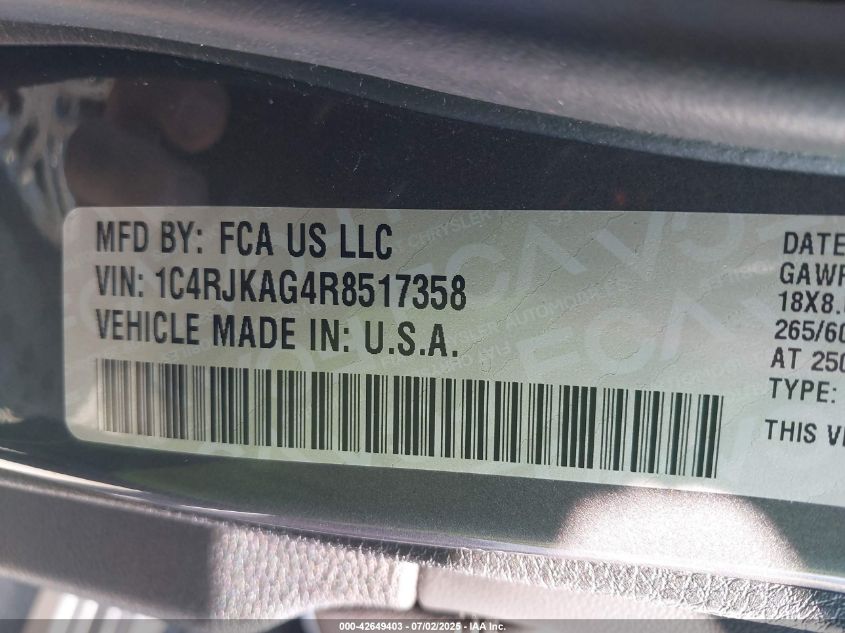 MFD BY: FCA US LLC
VIN: 1C4RJKAG4R8517358
VEHICLE MADE IN: U.S.A.
DATE
GAWR
18X8.
265/60
AT 250
TYPE:
THIS VE
000-42649403 - 07/02/2025 - IAA Inc.